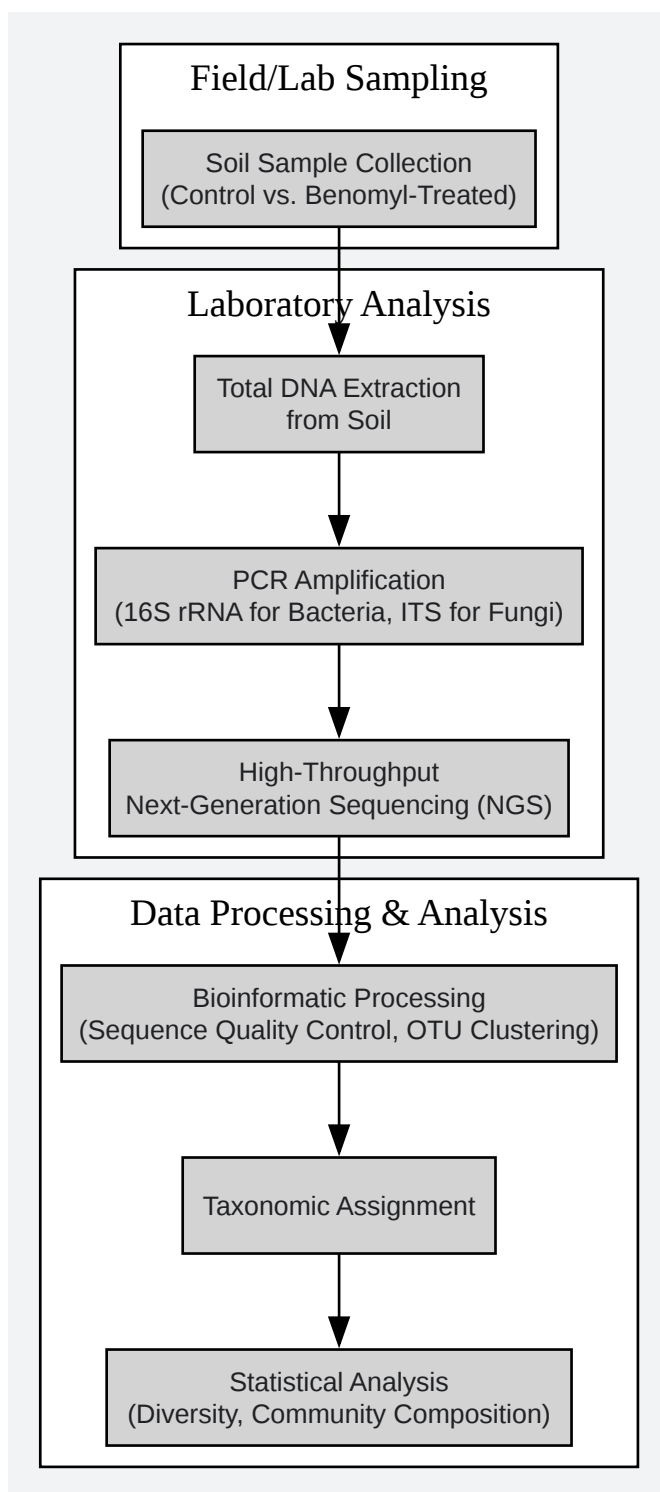 Field/Lab Sampling
Soil Sample Collection
(Control vs. Benomyl-Treated)
Laboratory Analysis
Total DNA Extraction
from Soil
PCR Amplification
(16S rRNA for Bacteria, ITS for Fungi)
High-Throughput
Next-Generation Sequencing (NGS)
Data Processing & Analysis
Bioinformatic Processing
(Sequence Quality Control, OTU Clustering)
Taxonomic Assignment
Statistical Analysis
(Diversity, Community Composition)